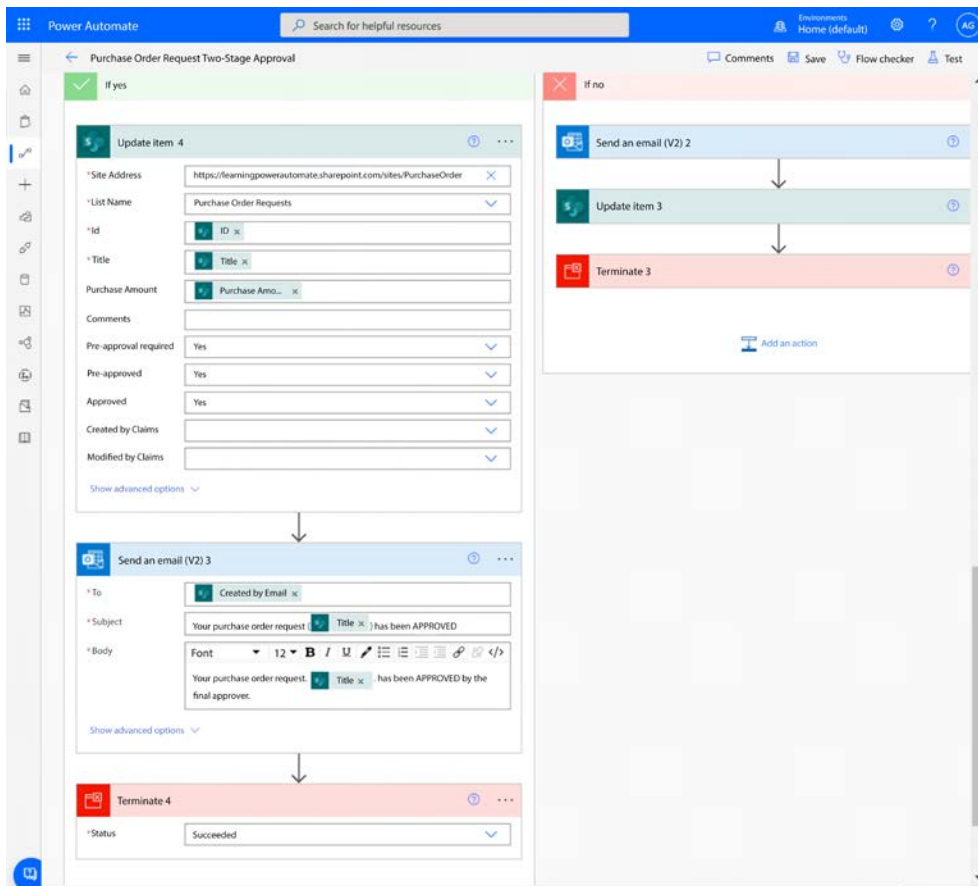 Power Automate
Search for helpful resources
Environments
Home (default)
?
AG
Purchase Order Request Two-Stage Approval
Comments
Save
Flow checker
Test
If yes
Update item 4
*Site Address
https://learningpowerautomate.sharepoint.com/sites/PurchaseOrder
*List Name
Purchase Order Requests
*Id
ID ×
*Title
Title ×
Purchase Amount
Purchase Amo... ×
Comments
Pre-approval required
Yes
Pre-approved
Yes
Approved
Yes
Created by Claims
Modified by Claims
Show advanced options
Send an email (V2) 3
*To
Created by Email ×
*Subject
Your purchase order request ( Title × ) has been APPROVED
*Body
Font 12 B I U </>
Your purchase order request. Title × . has been APPROVED by the
final approver.
Show advanced options
Terminate 4
*Status
Succeeded
If no
Send an email (V2) 2
Update item 3
Terminate 3
Add an action